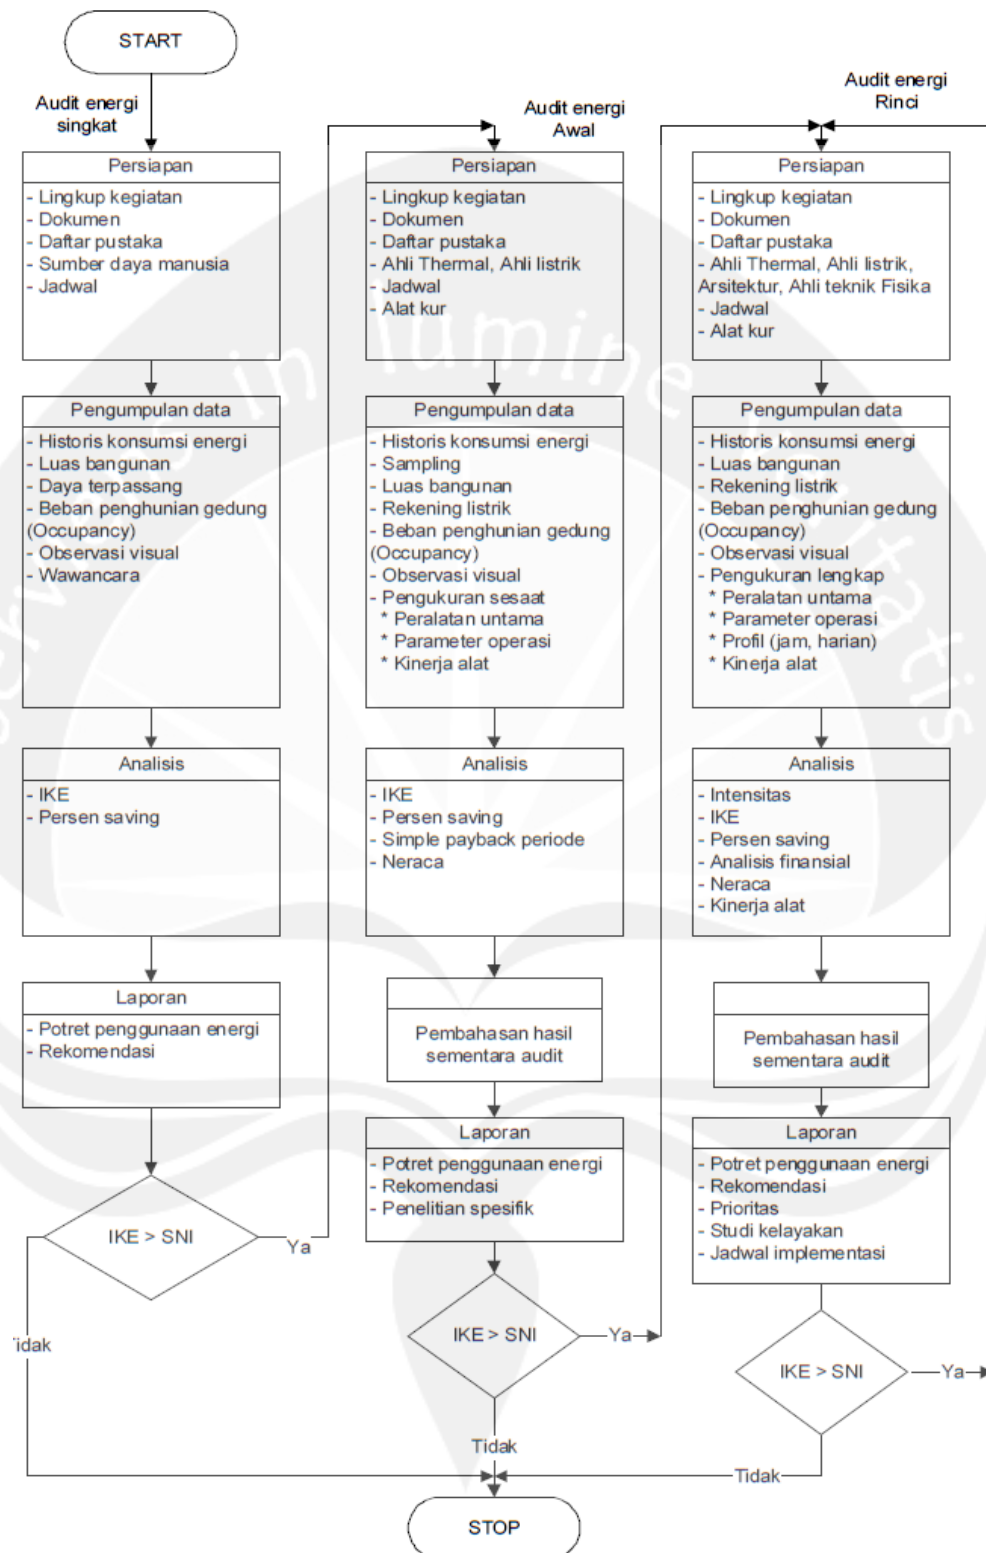 START
Audit energi
singkat
Persiapan
- Lingkup kegiatan
- Dokumen
- Daftar pustaka
- Sumber daya manusia
- Jadwal
Pengumpulan data
- Historis konsumsi energi
- Luas bangunan
- Daya terpassang
- Beban penghunian gedung
(Occupancy)
- Observasi visual
- Wawancara
Analisis
- IKE
- Persen saving
Laporan
- Potret penggunaan energi
- Rekomendasi
IKE > SNI
Ya
idak
Audit energi
Awal
Persiapan
- Lingkup kegiatan
- Dokumen
- Daftar pustaka
- Ahli Thermal, Ahli listrik
- Jadwal
- Alat kur
Pengumpulan data
- Historis konsumsi energi
- Sampling
- Luas bangunan
- Rekening listrik
- Beban penghunian gedung
(Occupancy)
- Observasi visual
- Pengukuran sesaat
* Peralatan untama
* Parameter operasi
* Kinerja alat
Analisis
- IKE
- Persen saving
- Simple payback periode
- Neraca
Pembahasan hasil
sementara audit
Laporan
- Potret penggunaan energi
- Rekomendasi
- Penelitian spesifik
IKE > SNI
Ya
Tidak
Audit energi
Rinci
Persiapan
- Lingkup kegiatan
- Dokumen
- Daftar pustaka
- Ahli Thermal, Ahli listrik,
Arsitektur, Ahli teknik Fisika
- Jadwal
- Alat kur
Pengumpulan data
- Historis konsumsi energi
- Luas bangunan
- Rekening listrik
- Beban penghunian gedung
(Occupancy)
- Observasi visual
- Pengukuran lengkap
* Peralatan untama
* Parameter operasi
* Profil (jam, harian)
* Kinerja alat
Analisis
- Intensitas
- IKE
- Persen saving
- Analisis finansial
- Neraca
- Kinerja alat
Pembahasan hasil
sementara audit
Laporan
- Potret penggunaan energi
- Rekomendasi
- Prioritas
- Studi kelayakan
- Jadwal implementasi
IKE > SNI
Ya
Tidak
STOP
serviens in lumine veritatis